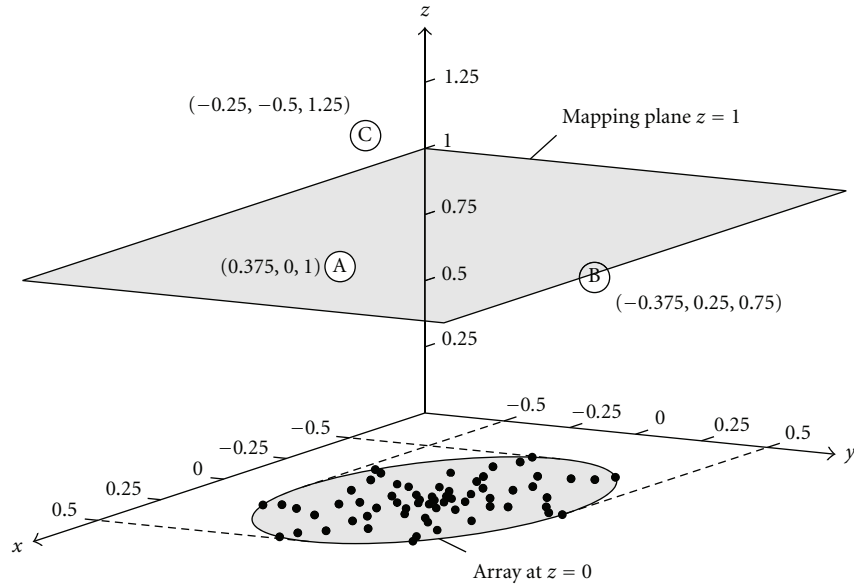 z
1.25
(−0.25, −0.5, 1.25)
C
Mapping plane z = 1
1
0.75
(0.375, 0, 1)
A
0.5
B
(−0.375, 0.25, 0.75)
0.25
−0.5
−0.25
0
0.25
0.5
y
−0.5
−0.25
0
0.25
0.5
x
Array at z = 0